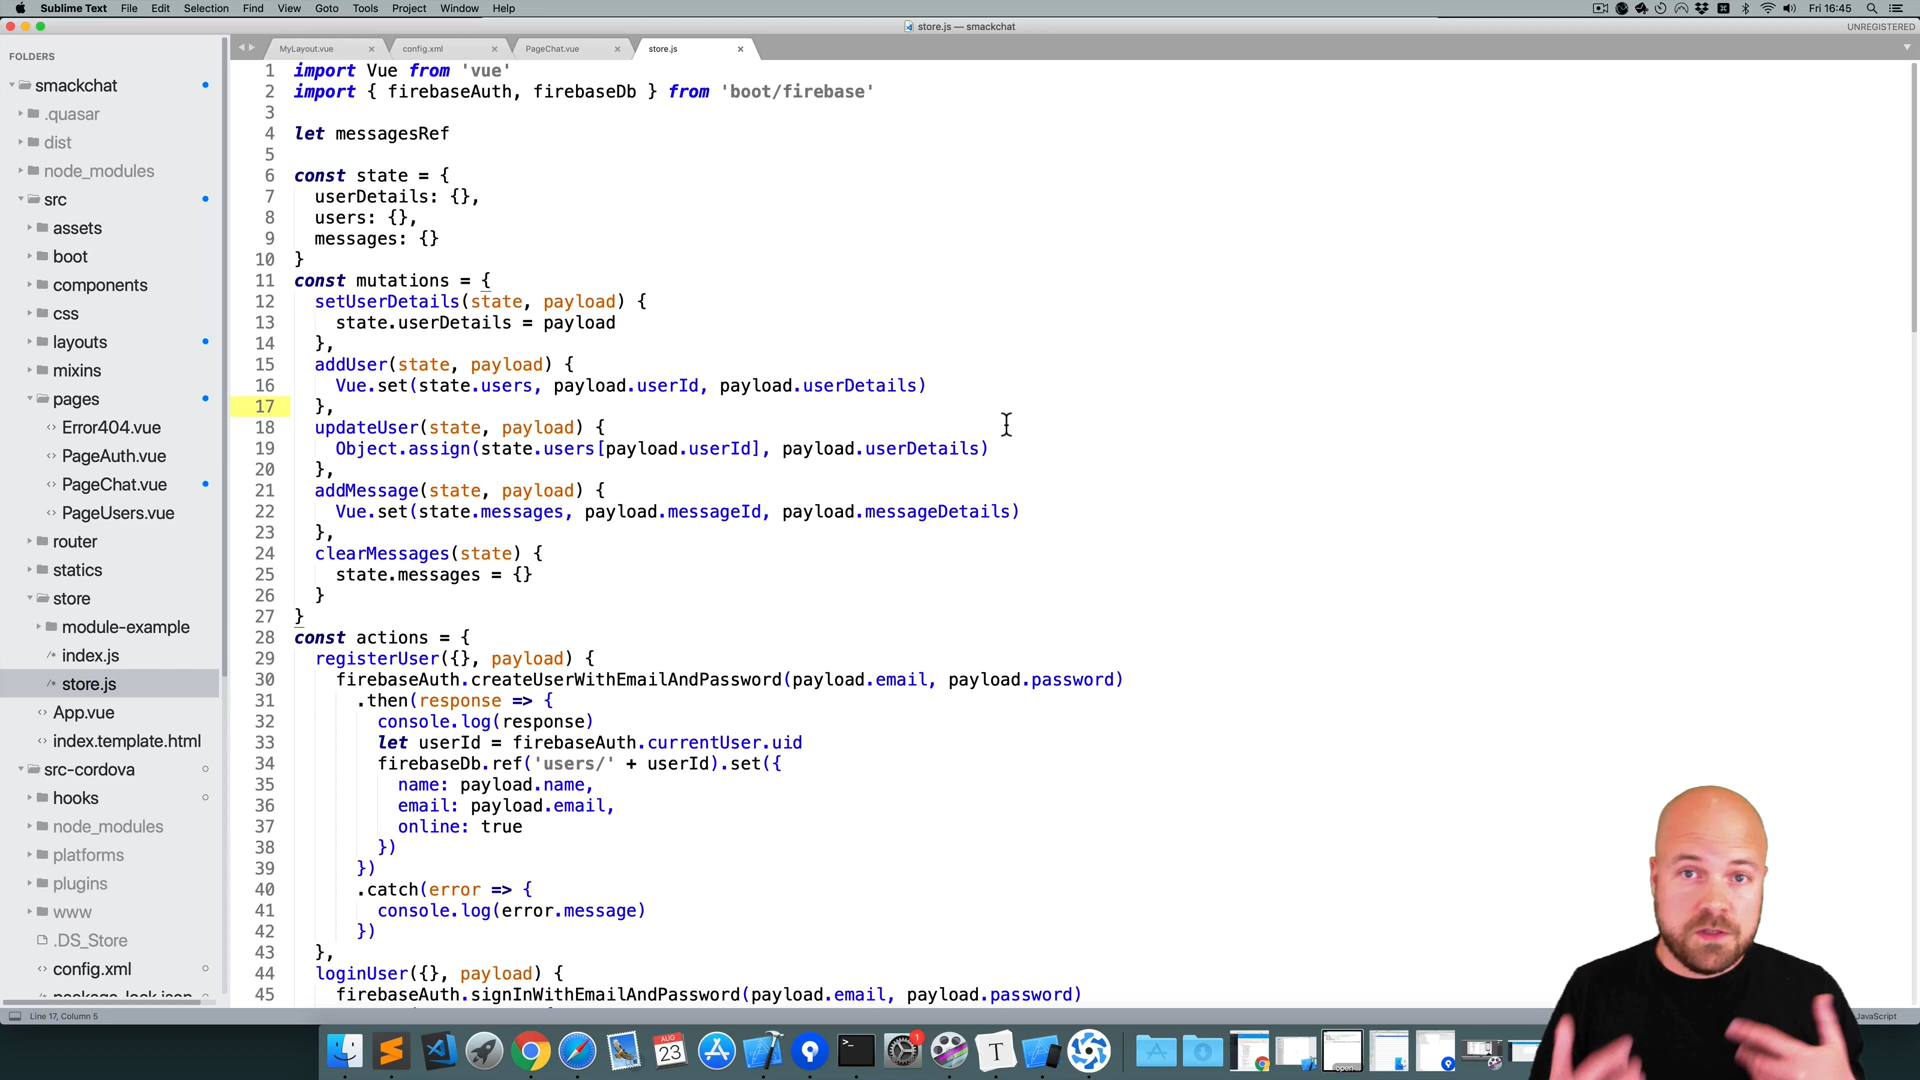 Sublime Text File Edit Selection Find View Goto Tools Project Window Help
Fri 16:45
store.js — smackchat
UNREGISTERED
FOLDERS
MyLayout.vue
config.xml
PageChat.vue
store.js
smackchat
.quasar
dist
node_modules
src
assets
boot
components
css
layouts
mixins
pages
Error404.vue
PageAuth.vue
PageChat.vue
PageUsers.vue
router
statics
store
module-example
index.js
store.js
App.vue
index.template.html
src-cordova
hooks
node_modules
platforms
plugins
www
.DS_Store
config.xml
package-lock.json
1 import Vue from 'vue'
2 import { firebaseAuth, firebaseDb } from 'boot/firebase'
3
4 let messagesRef
5
6 const state = {
7 userDetails: {},
8 users: {},
9 messages: {}
10 }
11 const mutations = {
12 setUserDetails(state, payload) {
13 state.userDetails = payload
14 },
15 addUser(state, payload) {
16 Vue.set(state.users, payload.userId, payload.userDetails)
17 },
18 updateUser(state, payload) {
19 Object.assign(state.users[payload.userId], payload.userDetails)
20 },
21 addMessage(state, payload) {
22 Vue.set(state.messages, payload.messageId, payload.messageDetails)
23 },
24 clearMessages(state) {
25 state.messages = {}
26 }
27 }
28 const actions = {
29 registerUser({}, payload) {
30 firebaseAuth.createUserWithEmailAndPassword(payload.email, payload.password)
31 .then(response => {
32 console.log(response)
33 let userId = firebaseAuth.currentUser.uid
34 firebaseDb.ref('users/' + userId).set({
35 name: payload.name,
36 email: payload.email,
37 online: true
38 })
39 })
40 .catch(error => {
41 console.log(error.message)
42 })
43 },
44 loginUser({}, payload) {
45 firebaseAuth.signInWithEmailAndPassword(payload.email, payload.password)
Line 17, Column 5
JavaScript
AUG
23
1
T
open